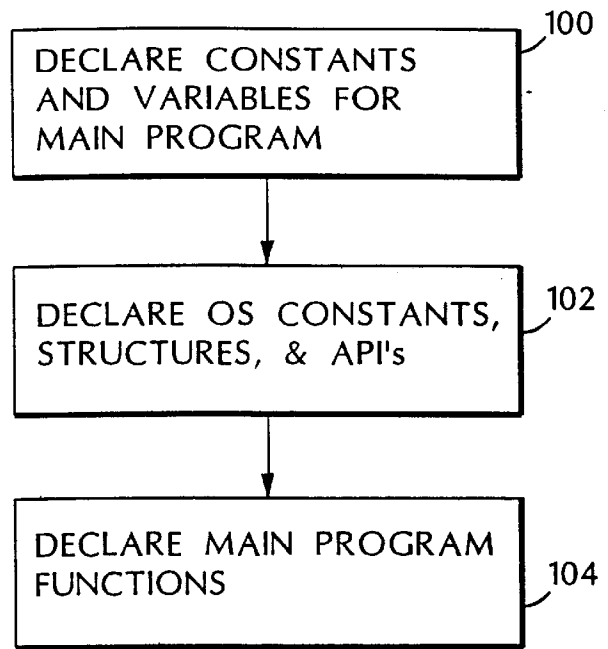 100
DECLARE CONSTANTS
AND VARIABLES FOR
MAIN PROGRAM
102
DECLARE OS CONSTANTS,
STRUCTURES, & API's
DECLARE MAIN PROGRAM
FUNCTIONS
104